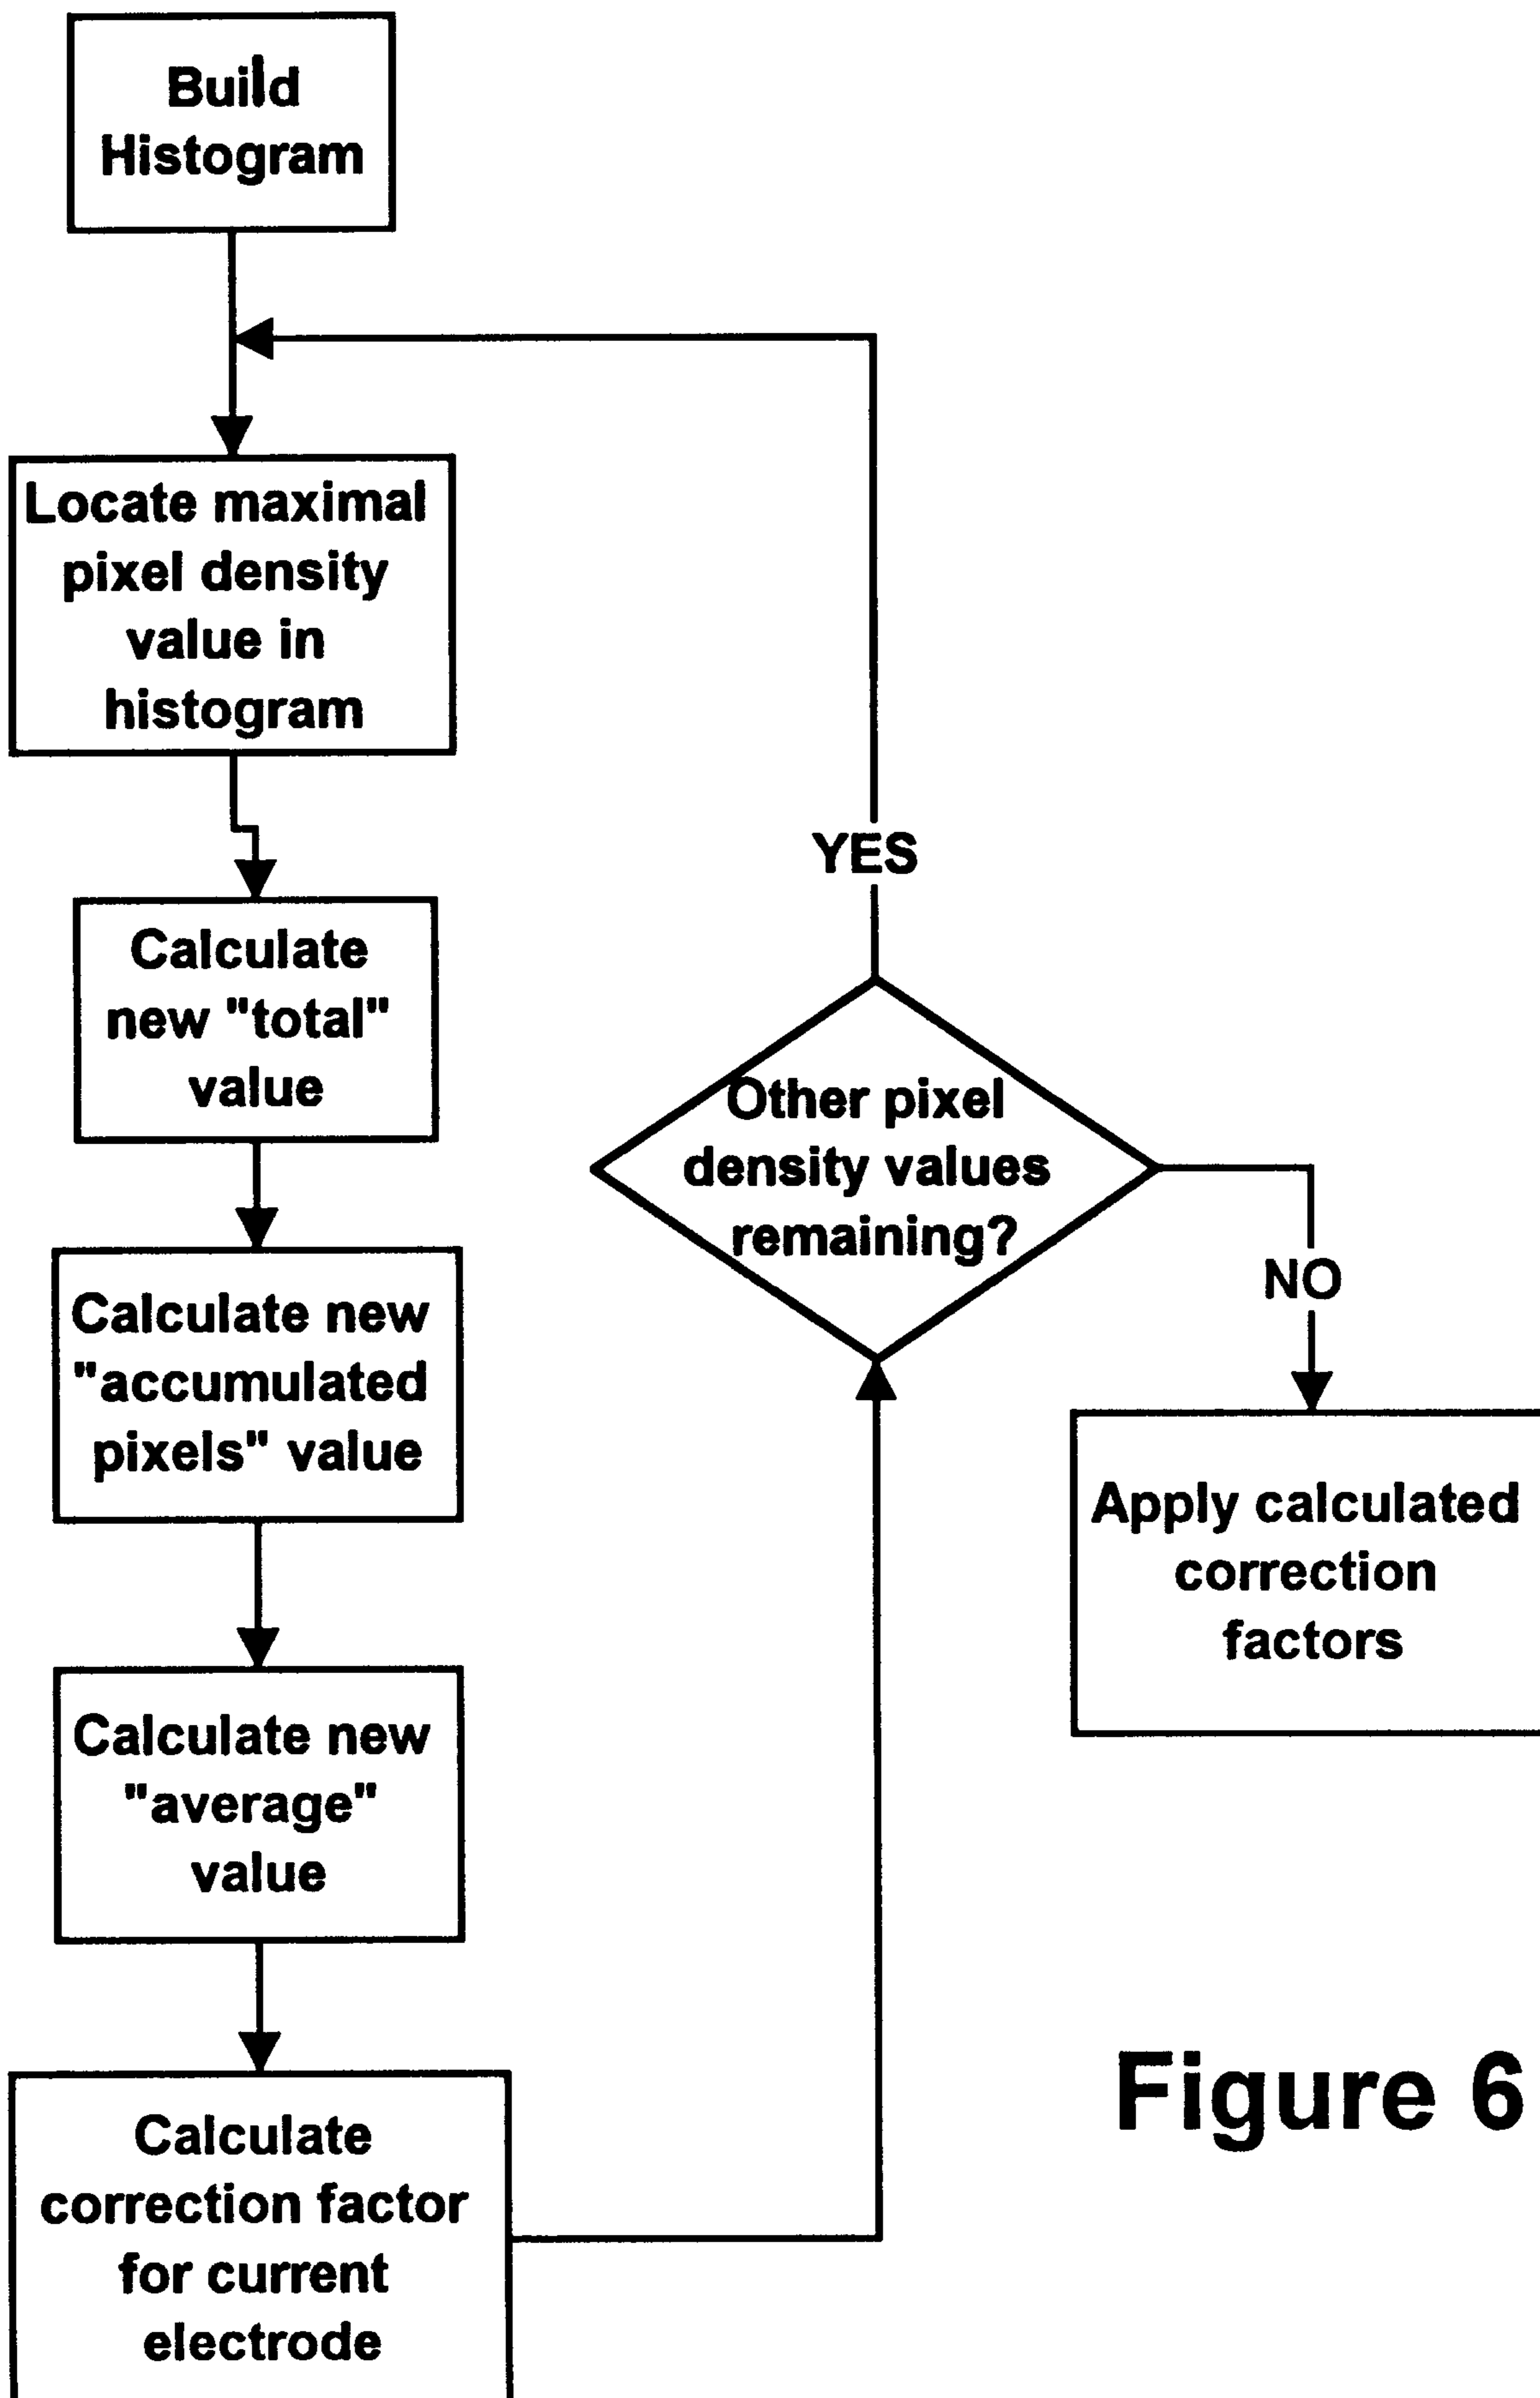 Build
Histogram
Locate maximal
pixel density
value in
histogram
Calculate
new "total"
value
Calculate new
"accumulated
pixels" value
Calculate new
"average"
value
Calculate
correction factor
for current
electrode
YES
Other pixel
density values
remaining?
NO
Apply calculated
correction
factors
Figure 6